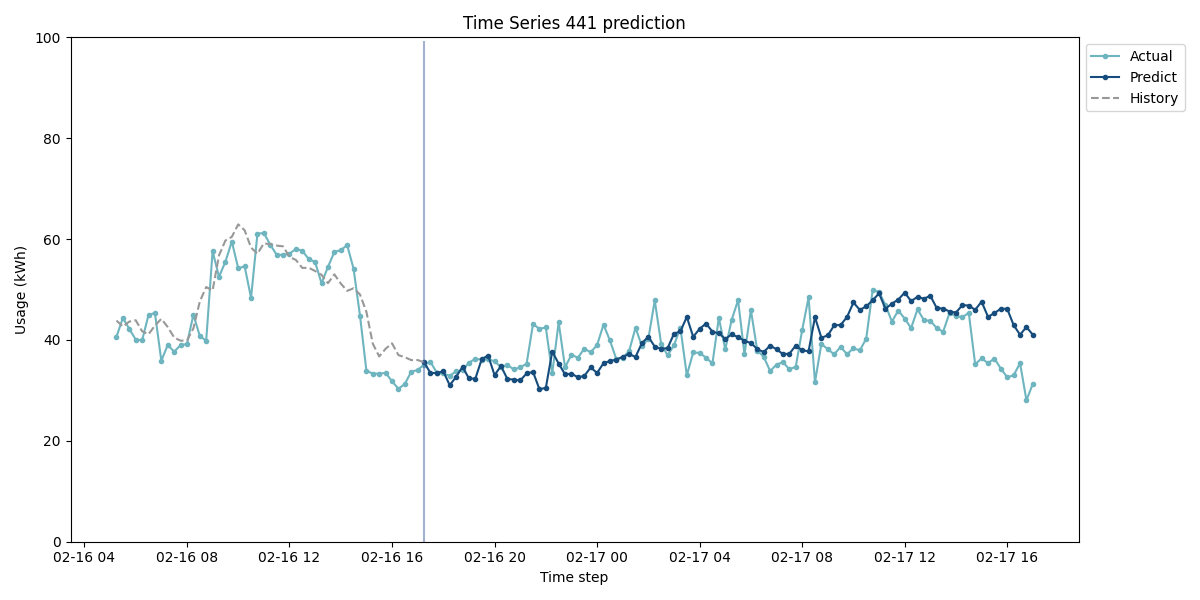 Time Series 441 prediction
100
80
60
40
20
0
Usage (kWh)
02-16 04
02-16 08
02-16 12
02-16 16
02-16 20
02-17 00
02-17 04
02-17 08
02-17 12
02-17 16
Time step
Actual
Predict
History